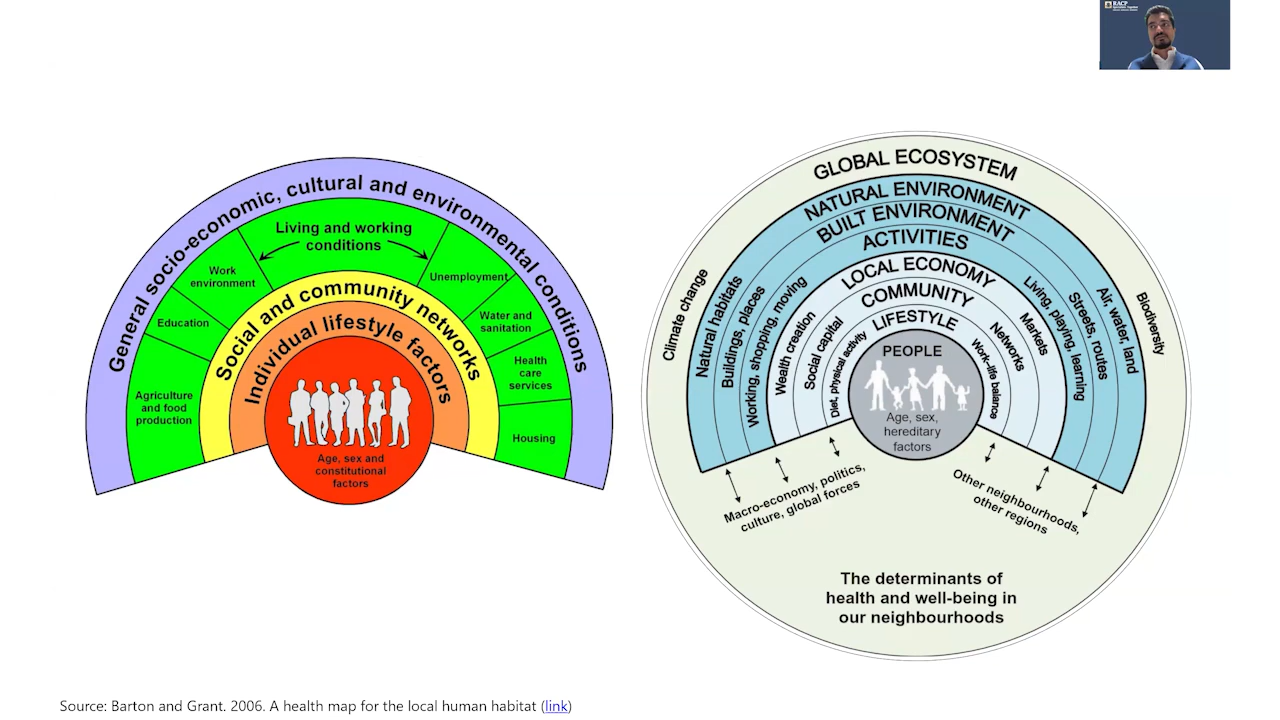 RACP
General socio-economic, cultural and environmental conditions
Living and working
conditions
Work
environment
Unemployment
Education
Water and
sanitation
Agriculture
and food
production
Health
care
services
Housing
Social and community networks
Individual lifestyle factors
Age, sex and
constitutional
factors
GLOBAL ECOSYSTEM
NATURAL ENVIRONMENT
BUILT ENVIRONMENT
ACTIVITIES
LOCAL ECONOMY
COMMUNITY
LIFESTYLE
PEOPLE
Age, sex,
hereditary
factors
Climate change
Natural habitats
Buildings, places
Working, shopping, moving
Wealth creation
Social capital
Diet, physical activity
Work–life balance
Networks
Markets
Living, playing, learning
Streets, routes
Air, water, land
Biodiversity
Macro-economy, politics,
culture, global forces
Other neighbourhoods,
other regions
The determinants of
health and well-being in
our neighbourhoods
Source: Barton and Grant. 2006. A health map for the local human habitat (link)